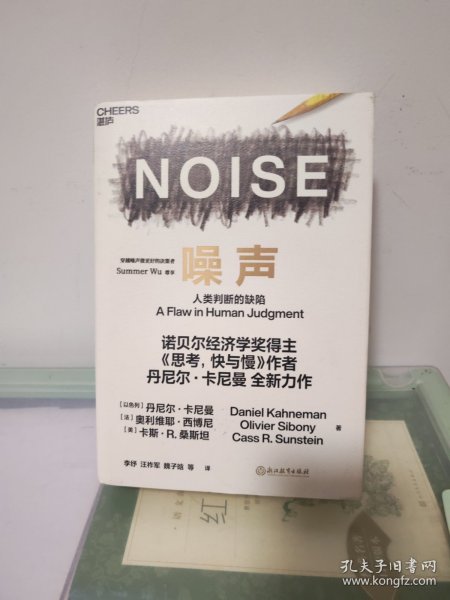 CHEERS
湛庐
NOISE
噪声
穿越噪声做更好的决策者
Summer Wu 尊享
人类判断的缺陷
A Flaw in Human Judgment
诺贝尔经济学奖得主
《思考，快与慢》作者
丹尼尔·卡尼曼 全新力作
[以色列] 丹尼尔·卡尼曼 Daniel Kahneman
[法] 奥利维耶·西博尼 Olivier Sibony 著
[美] 卡斯·R.桑斯坦 Cass R. Sunstein
李纾 汪祚军 魏子晗 等 译
浙江教育出版社
红
孔夫子旧书网
www.kongfz.com